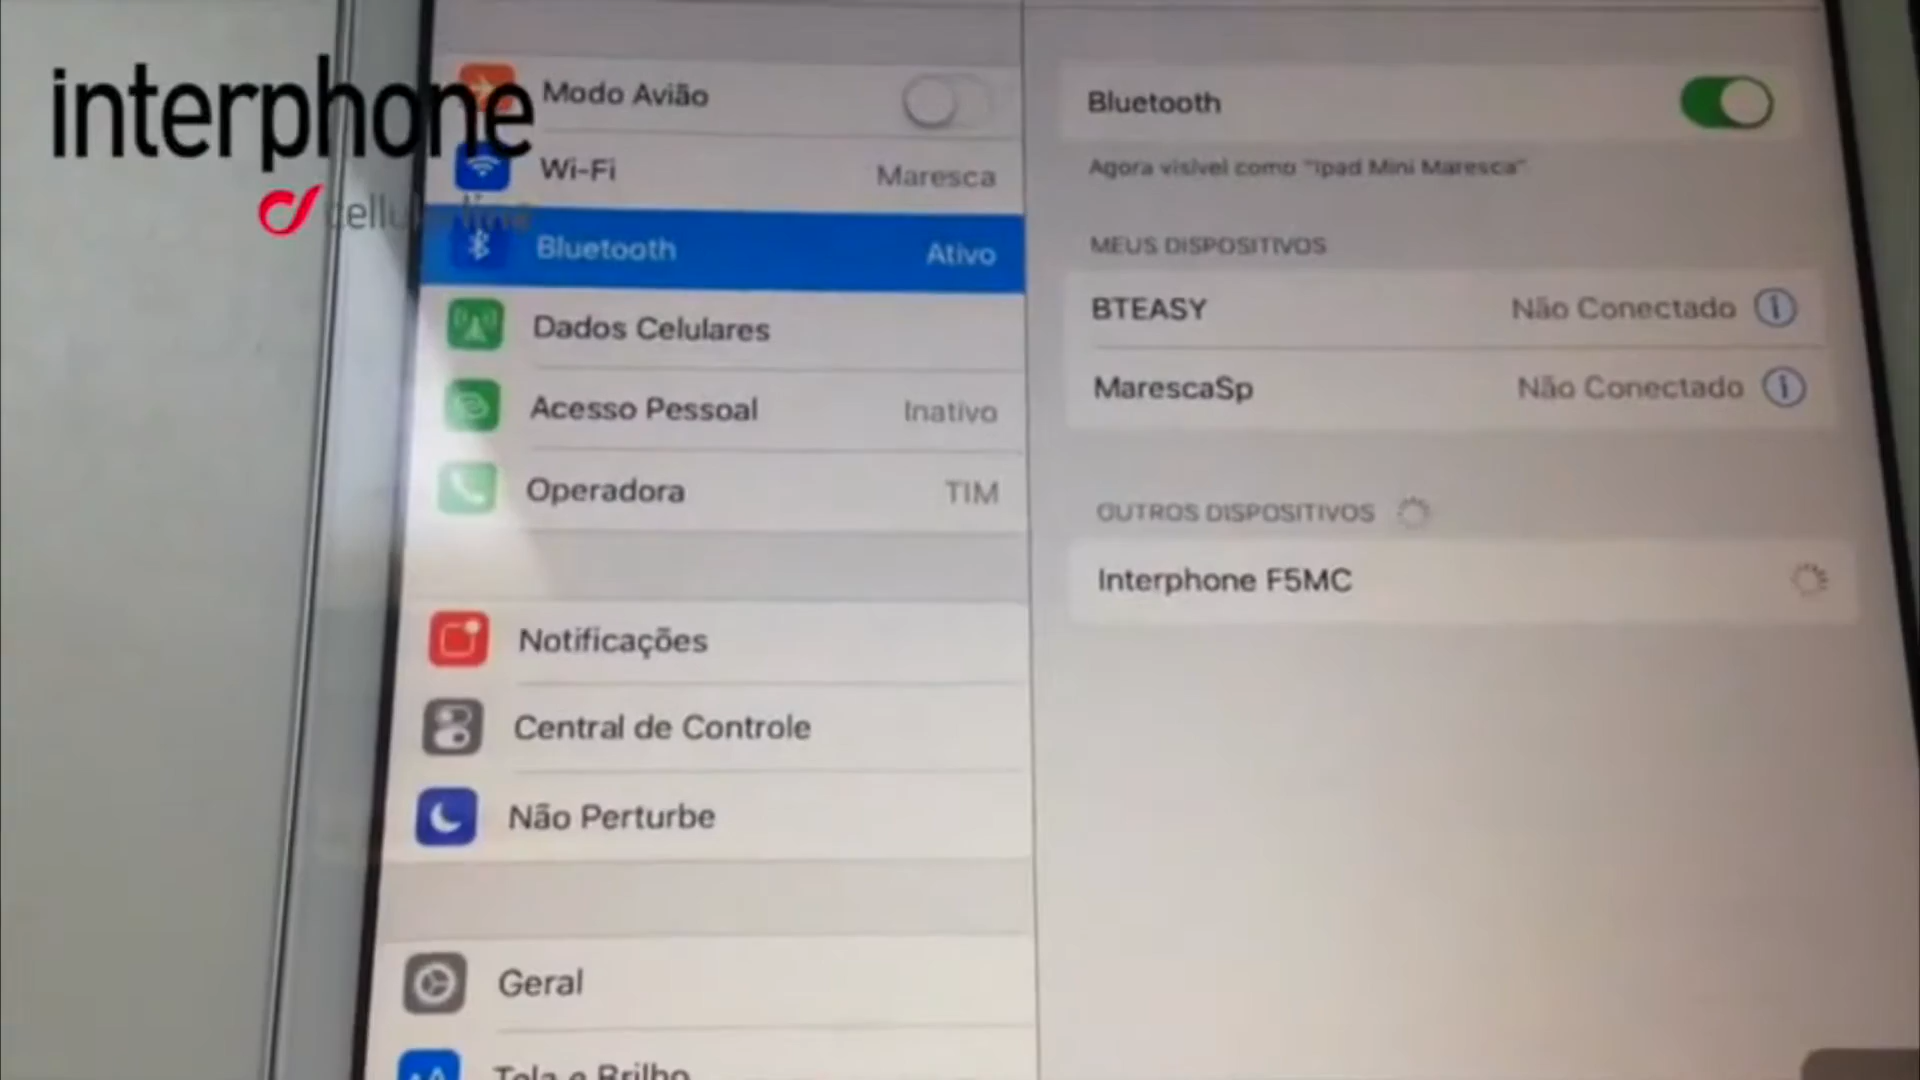 interphone
cellularline
Modo Avião
Wi-Fi
Maresca
Bluetooth
Ativo
Dados Celulares
Acesso Pessoal
Inativo
Operadora
TIM
Notificações
Central de Controle
Não Perturbe
Geral
Tela e Brilho
Bluetooth
Agora visível como "Ipad Mini Maresca"
MEUS DISPOSITIVOS
BTEASY
Não Conectado
MarescaSp
Não Conectado
OUTROS DISPOSITIVOS
Interphone F5MC